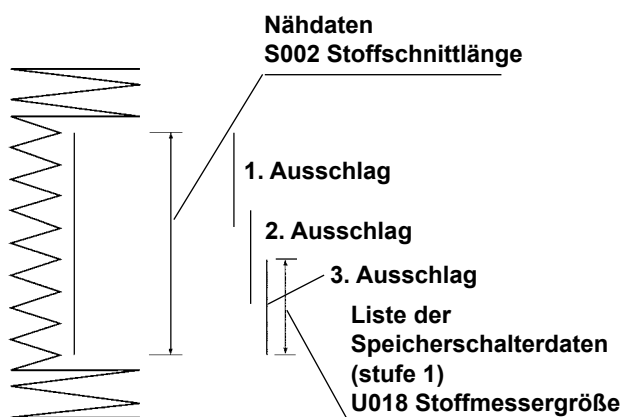 Nähdaten
S002 Stoffschnittlänge
1. Ausschlag
2. Ausschlag
3. Ausschlag
Liste der
Speicherschalterdaten
(stufe 1)
U018 Stoffmessergröße